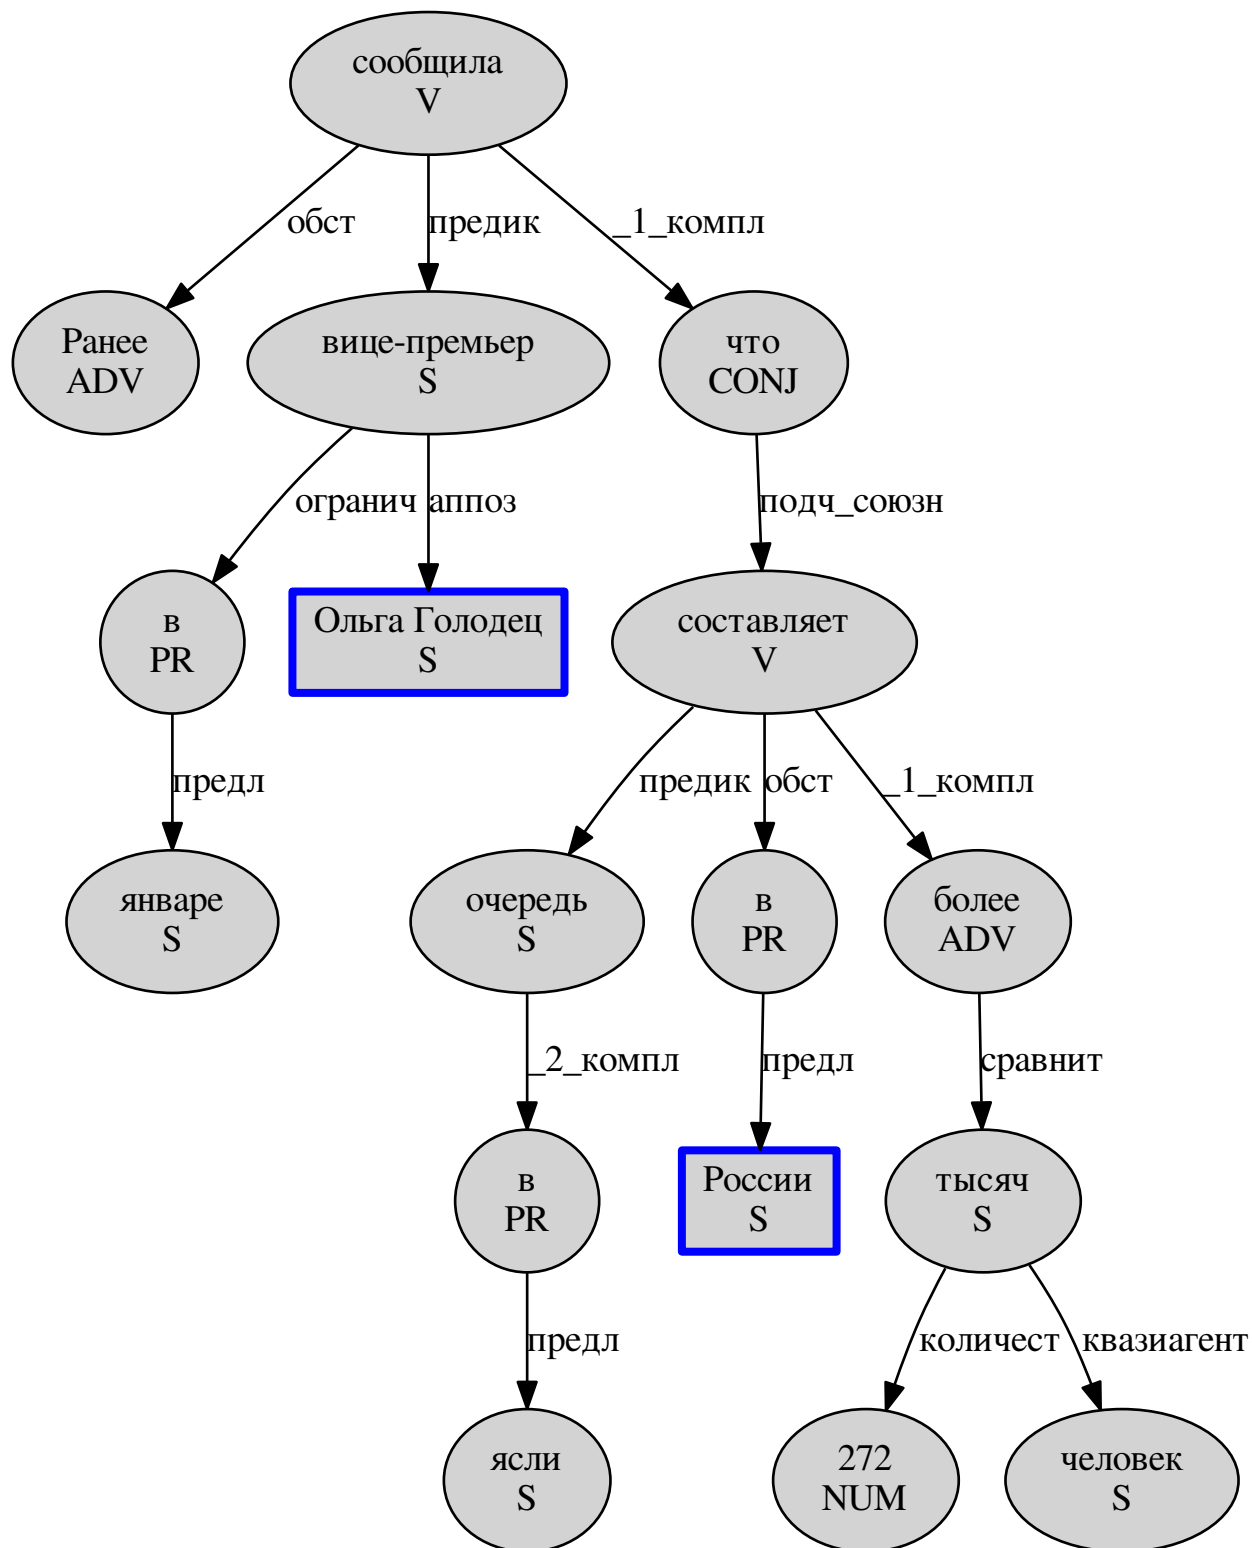 сообщила
V
обст
предик
_1_компл
Ранее
ADV
вице-премьер
S
что
CONJ
огранич
аппоз
подч_союзн
в
PR
Ольга Голодец
S
составляет
V
предл
предик
обст
_1_компл
январе
S
очередь
S
в
PR
более
ADV
_2_компл
предл
сравнит
в
PR
России
S
тысяч
S
предл
количест
квазиагент
ясли
S
272
NUM
человек
S